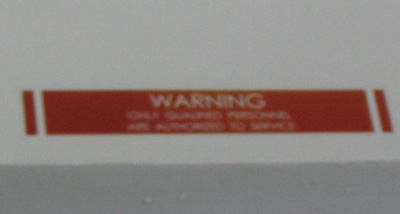 WARNING
ONLY QUALIFIED PERSONNEL
ARE AUTHORIZED TO SERVICE